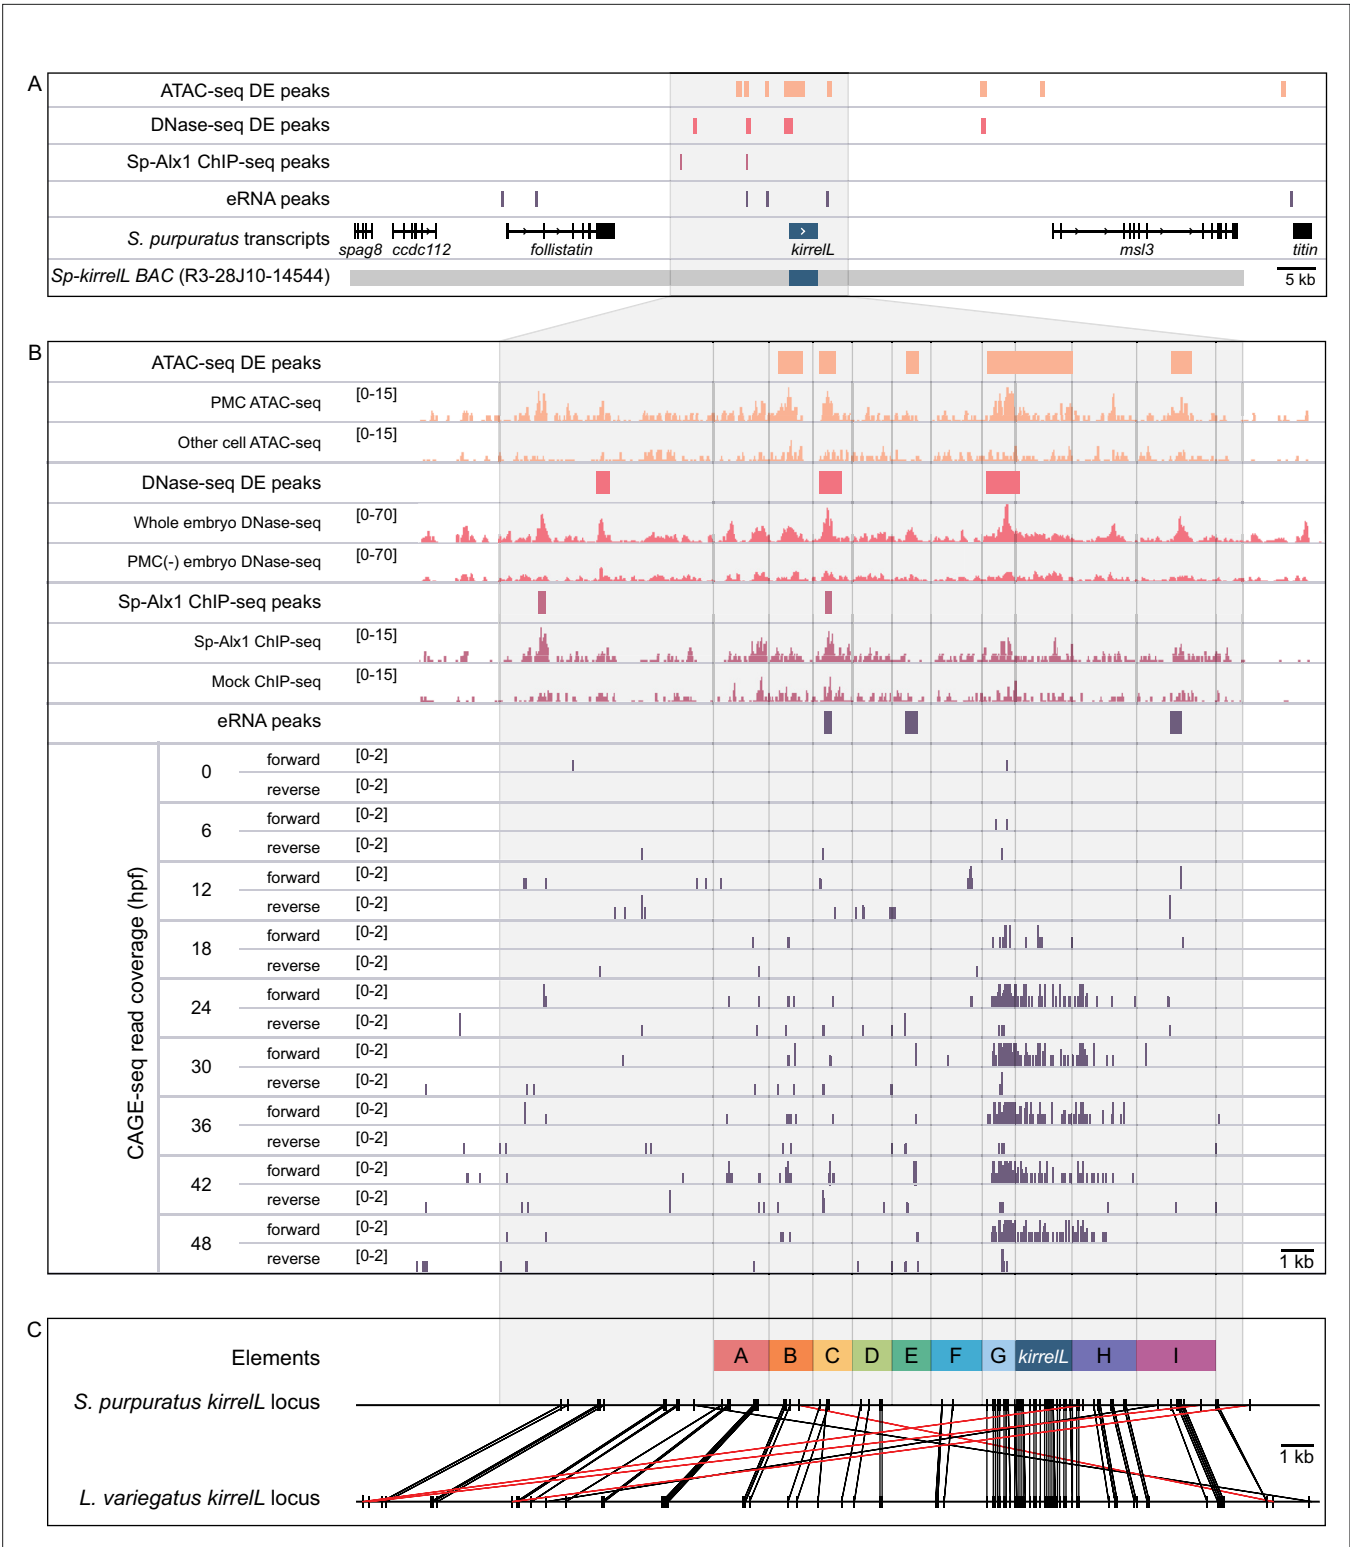 A
ATAC-seq DE peaks
DNase-seq DE peaks
Sp-Alx1 ChIP-seq peaks
eRNA peaks
S. purpuratus transcripts
spag8 ccdc112 follistatin kirrelL msl3 titin
Sp-kirrelL BAC (R3-28J10-14544)
5 kb
B
ATAC-seq DE peaks
PMC ATAC-seq [0-15]
Other cell ATAC-seq [0-15]
DNase-seq DE peaks
Whole embryo DNase-seq [0-70]
PMC(-) embryo DNase-seq [0-70]
Sp-Alx1 ChIP-seq peaks
Sp-Alx1 ChIP-seq [0-15]
Mock ChIP-seq [0-15]
eRNA peaks
CAGE-seq read coverage (hpf)
0
forward [0-2]
reverse [0-2]
6
forward [0-2]
reverse [0-2]
12
forward [0-2]
reverse [0-2]
18
forward [0-2]
reverse [0-2]
24
forward [0-2]
reverse [0-2]
30
forward [0-2]
reverse [0-2]
36
forward [0-2]
reverse [0-2]
42
forward [0-2]
reverse [0-2]
48
forward [0-2]
reverse [0-2]
1 kb
C
Elements A B C D E F G kirrelL H I
S. purpuratus kirrelL locus
1 kb
L. variegatus kirrelL locus